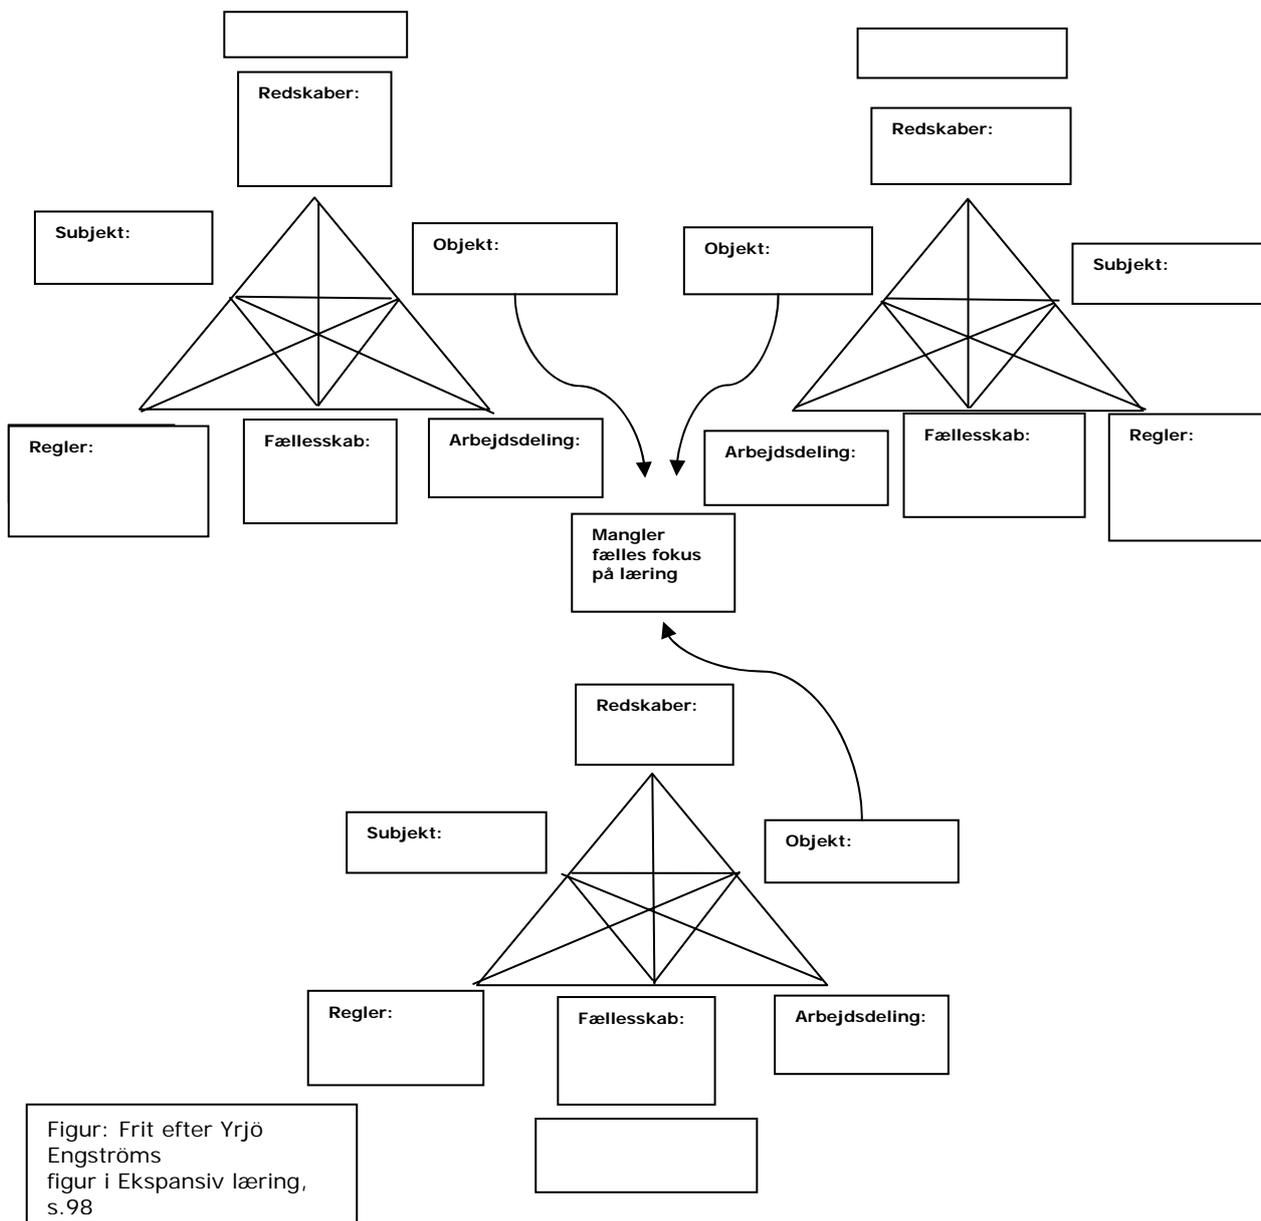 Redskaber:
Redskaber:
Subjekt:
Objekt:
Objekt:
Subjekt:
Regler:
Fællesskab:
Arbejdsdeling:
Arbejdsdeling:
Fællesskab:
Regler:
Mangler
fælles fokus
på læring
Redskaber:
Subjekt:
Objekt:
Regler:
Fællesskab:
Arbejdsdeling:
Figur: Frit efter Yrjö
Engströms
figur i Ekspansiv læring,
s.98